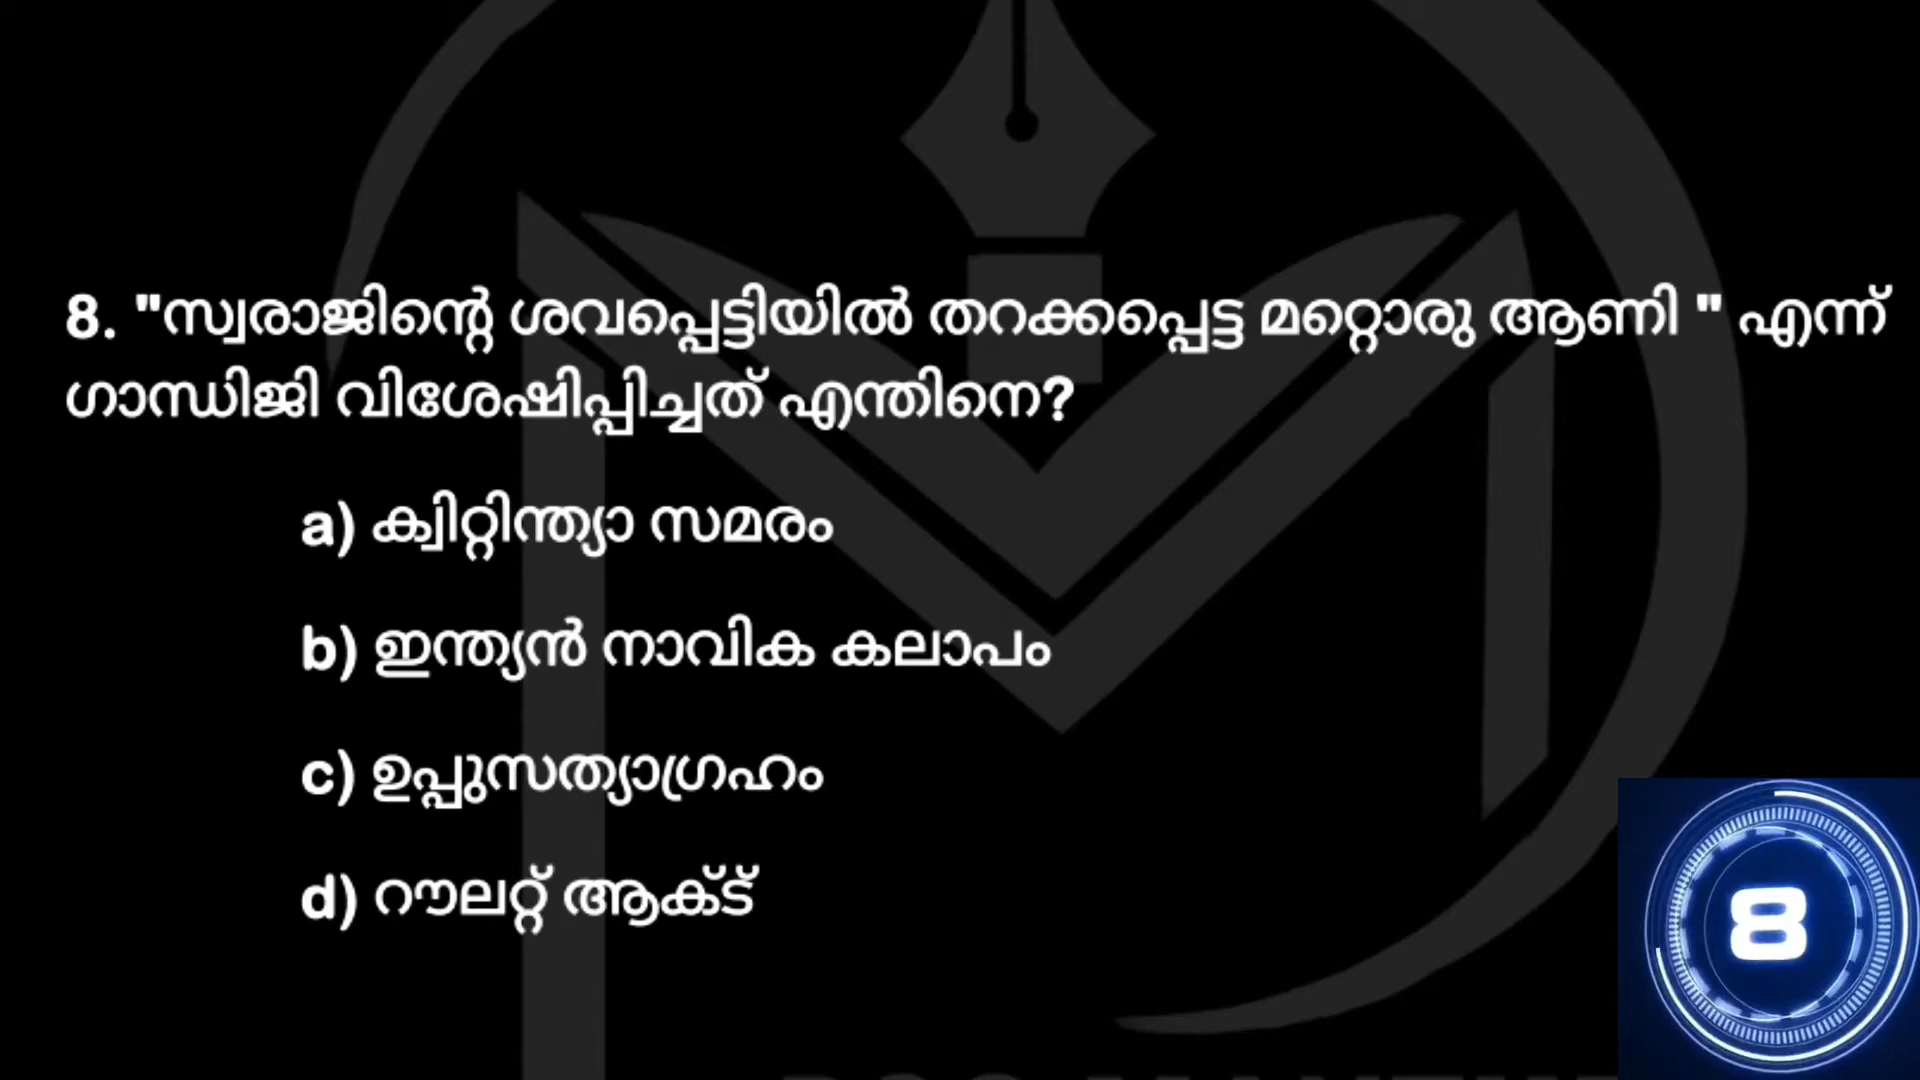 8. "സ്വരാജിന്റെ ശവപ്പെട്ടിയിൽ തറക്കപ്പെട്ട മറ്റൊരു ആണി " എന്ന്
ഗാന്ധിജി വിശേഷിപ്പിച്ചത് എന്തിനെ?
a) ക്വിറ്റിന്ത്യാ സമരം
b) ഇന്ത്യൻ നാവിക കലാപം
c) ഉപ്പുസത്യാഗ്രഹം
d) റൗലറ്റ് ആക്ട്
8